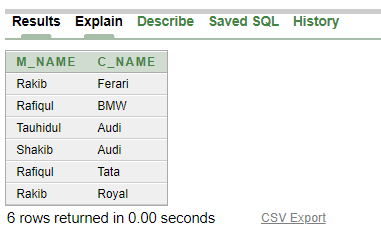 Results Explain Describe Saved SQL History
M_NAME C_NAME
Rakib Ferari
Rafiqul BMW
Tauhidul Audi
Shakib Audi
Rafiqul Tata
Rakib Royal
6 rows returned in 0.00 seconds CSV Export